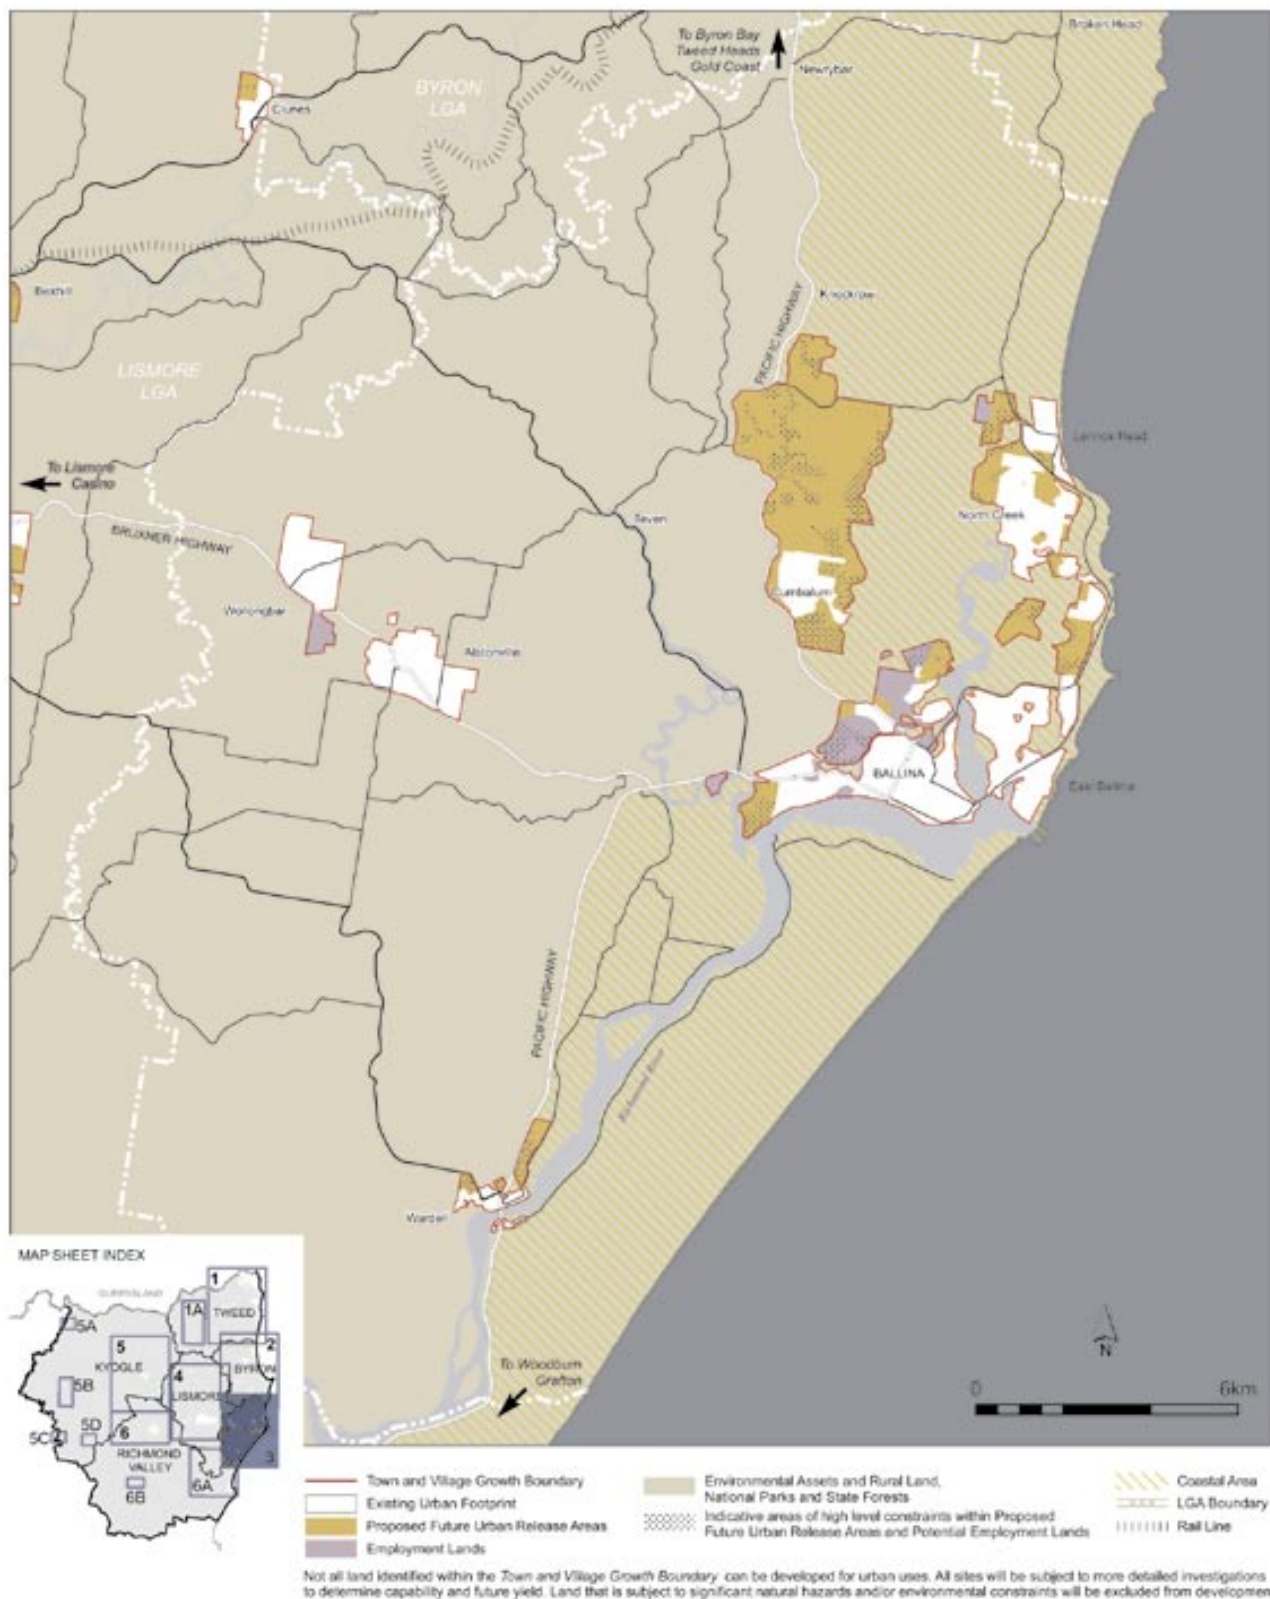 Broken Head
To Byron Bay
Tweed Heads
Gold Coast
Newrybar
BYRON
LGA
Clunes
Bexhill
Knockrow
PACIFIC HIGHWAY
LISMORE
LGA
Lennox Head
To Lismore
Casino
BRUXNER HIGHWAY
Teven
North Creek
Cumbalum
Wollongbar
Alstonville
BALLINA
East Ballina
PACIFIC HIGHWAY
Richmond River
Wardell
MAP SHEET INDEX
QUEENSLAND
1
1A
TWEED
5A
2
5
KYOGLE
BYRON
4
5B
LISMORE
5D
5C
6
RICHMOND
VALLEY
3
6A
6B
To Woodburn
Grafton
N
0 6km
Town and Village Growth Boundary
Existing Urban Footprint
Proposed Future Urban Release Areas
Employment Lands
Environmental Assets and Rural Land,
National Parks and State Forests
Indicative areas of high level constraints within Proposed
Future Urban Release Areas and Potential Employment Lands
Coastal Area
LGA Boundary
Rail Line
Not all land identified within the Town and Village Growth Boundary can be developed for urban uses. All sites will be subject to more detailed investigations
to determine capability and future yield. Land that is subject to significant natural hazards and/or environmental constraints will be excluded from developmen